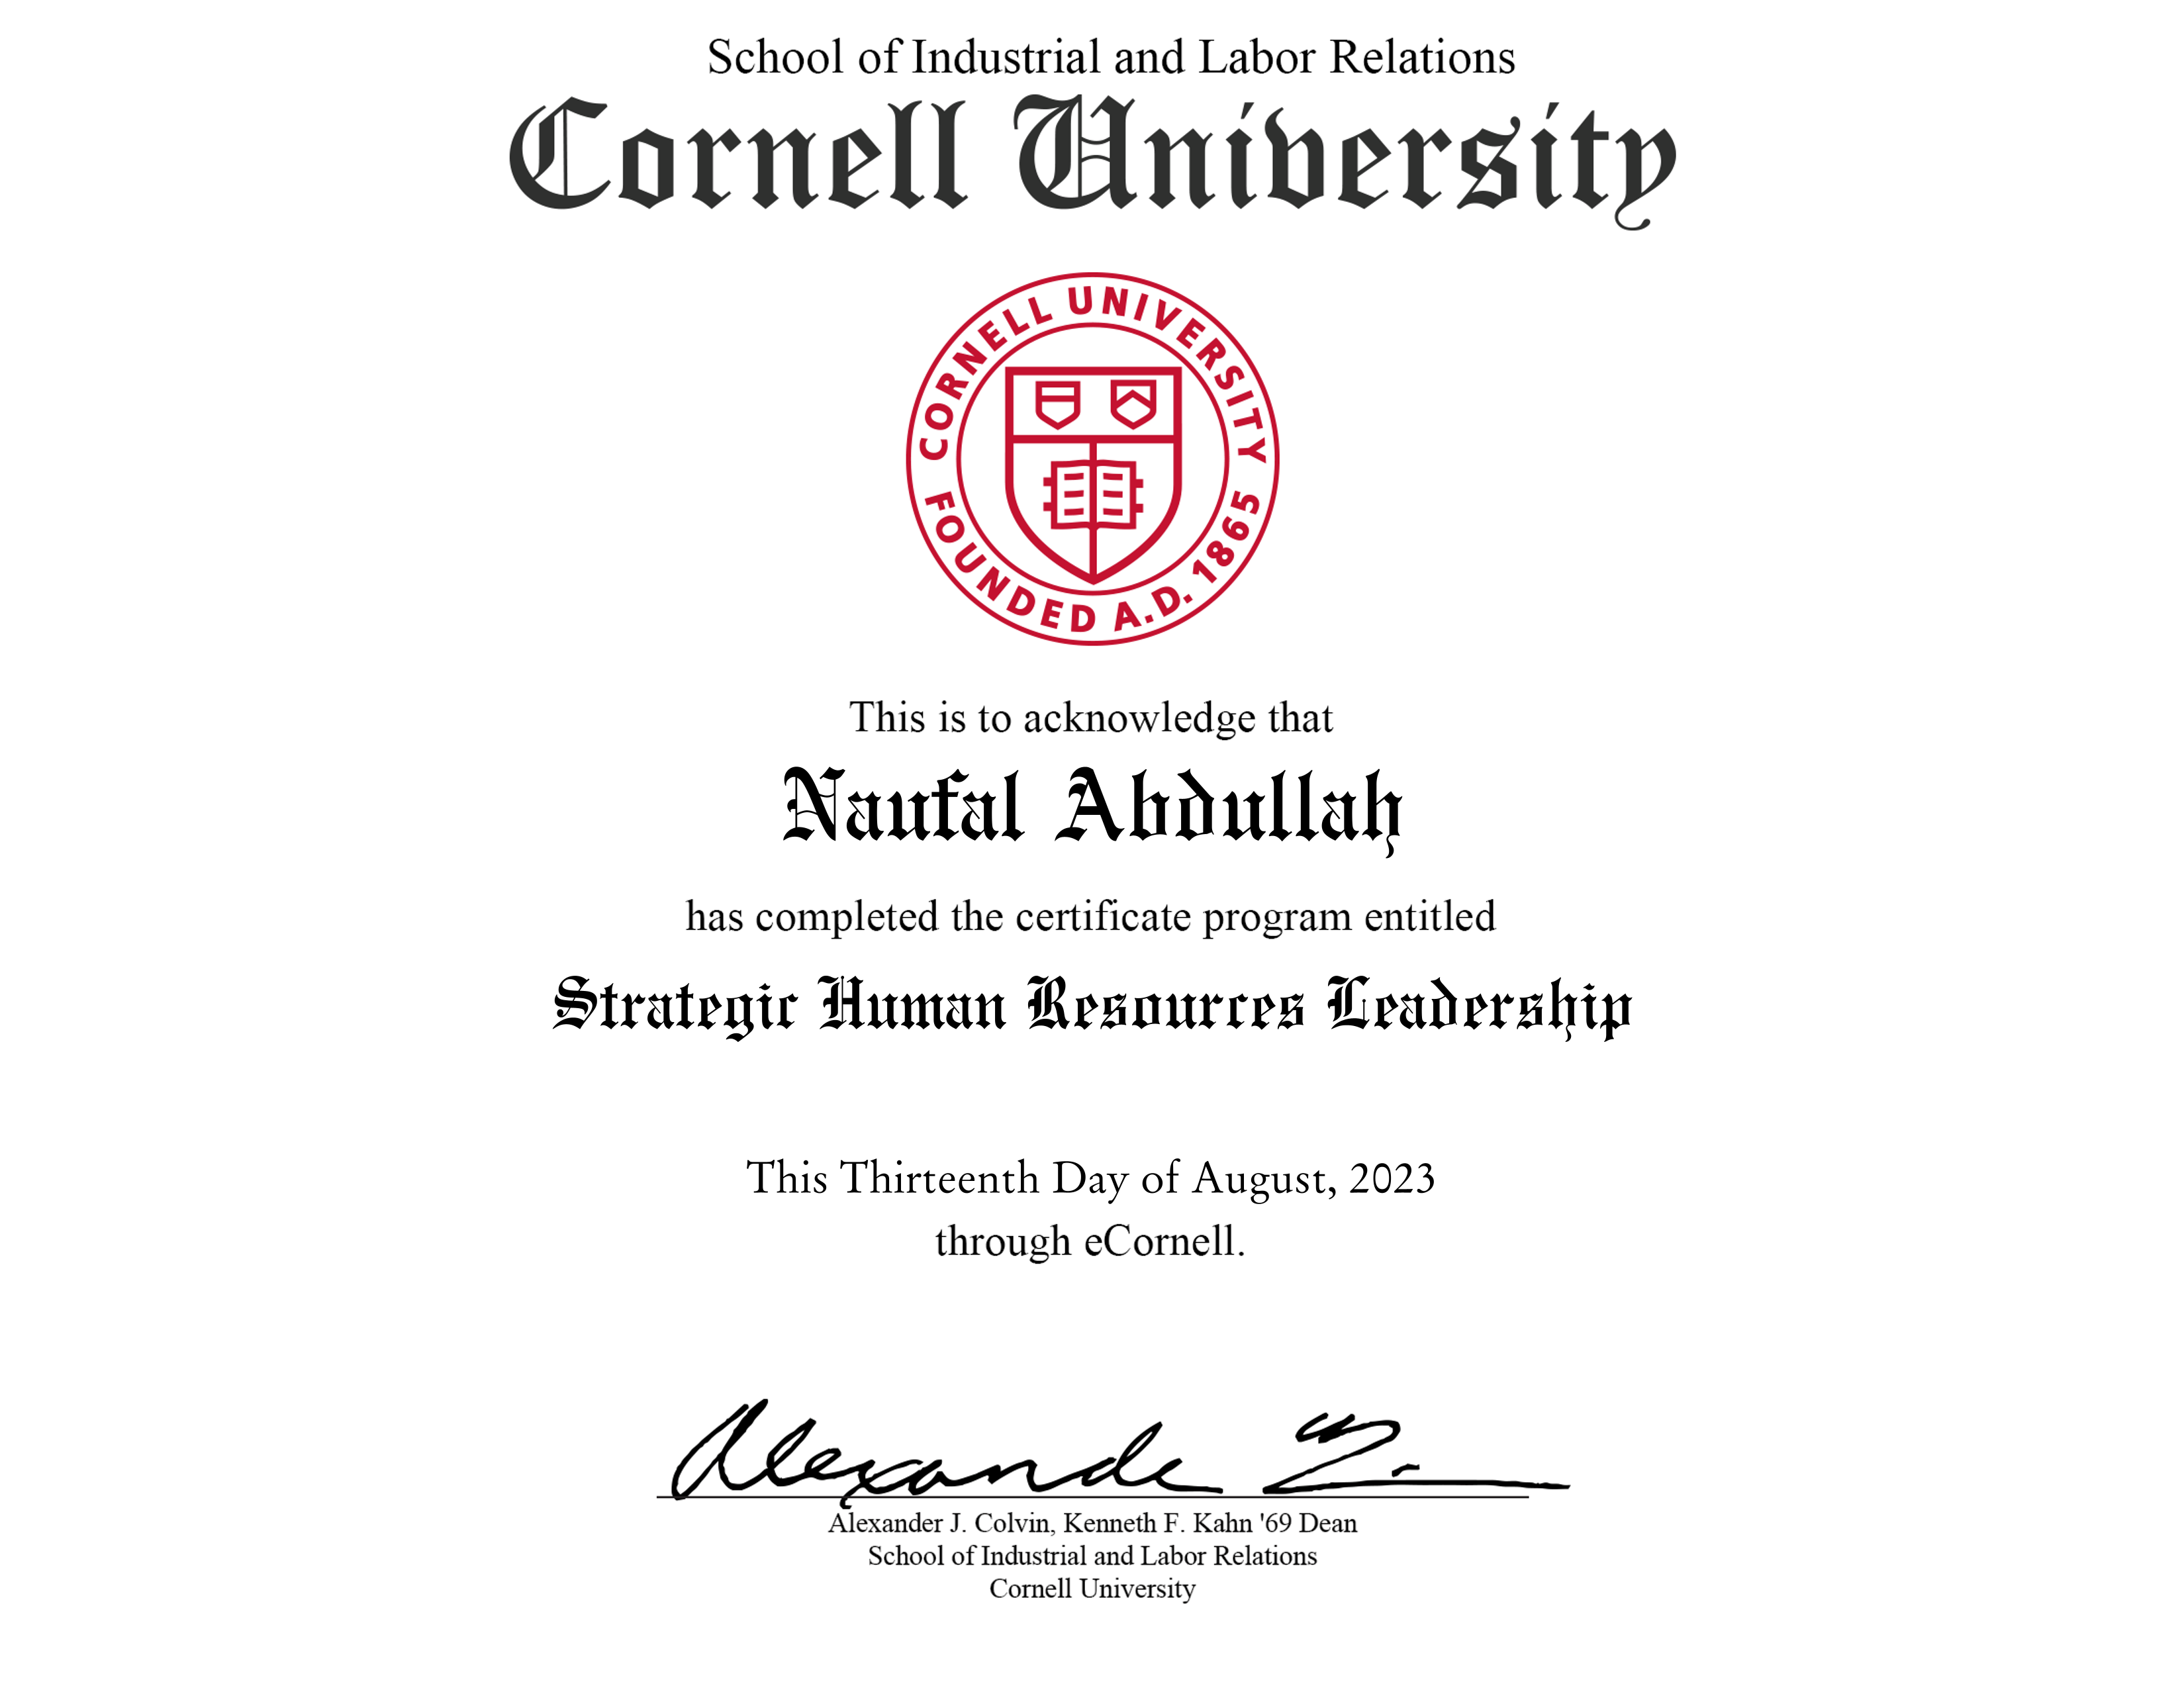 School of Industrial and Labor Relations
Cornell University
CORNELL UNIVERSITY
FOUNDED A.D. 1865
This is to acknowledge that
Naufal Abdullah
has completed the certificate program entitled
Strategic Human Resources Leadership
This Thirteenth Day of August, 2023
through eCornell.
Alexander J. Colvin, Kenneth F. Kahn '69 Dean
School of Industrial and Labor Relations
Cornell University